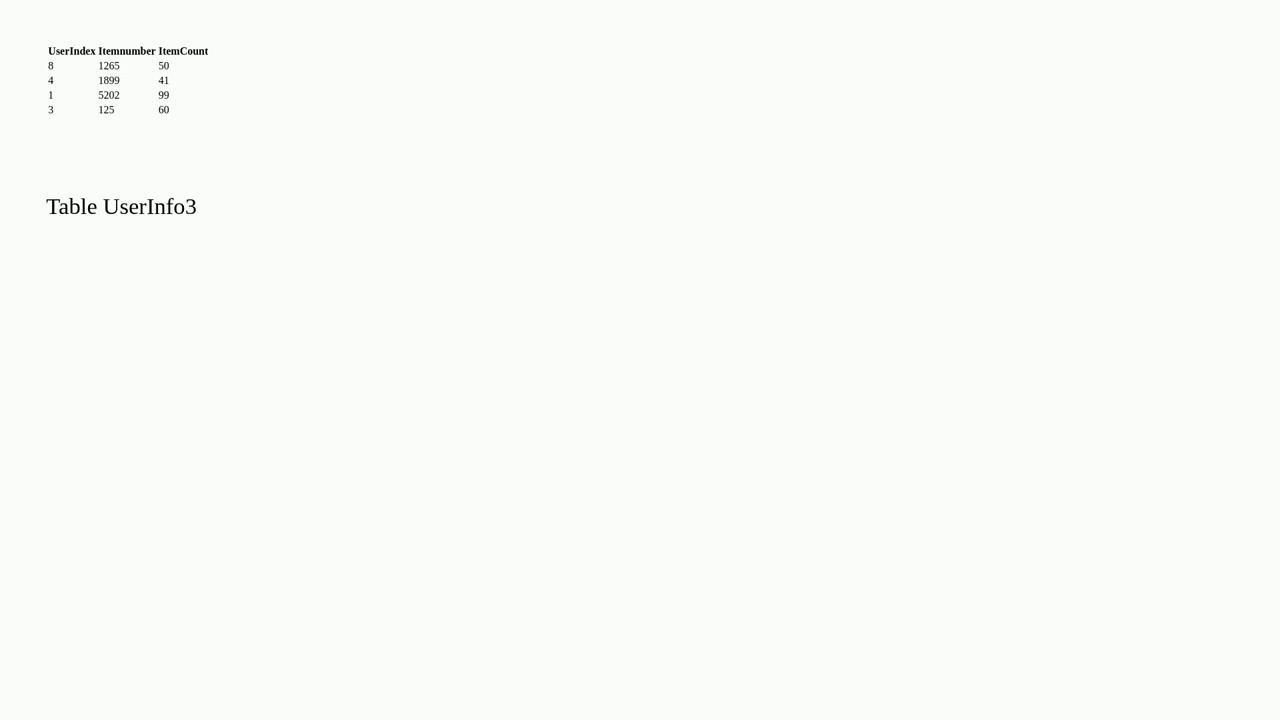 UserIndex Itemnumber ItemCount
8 1265 50
4 1899 41
1 5202 99
3 125 60
Table UserInfo3